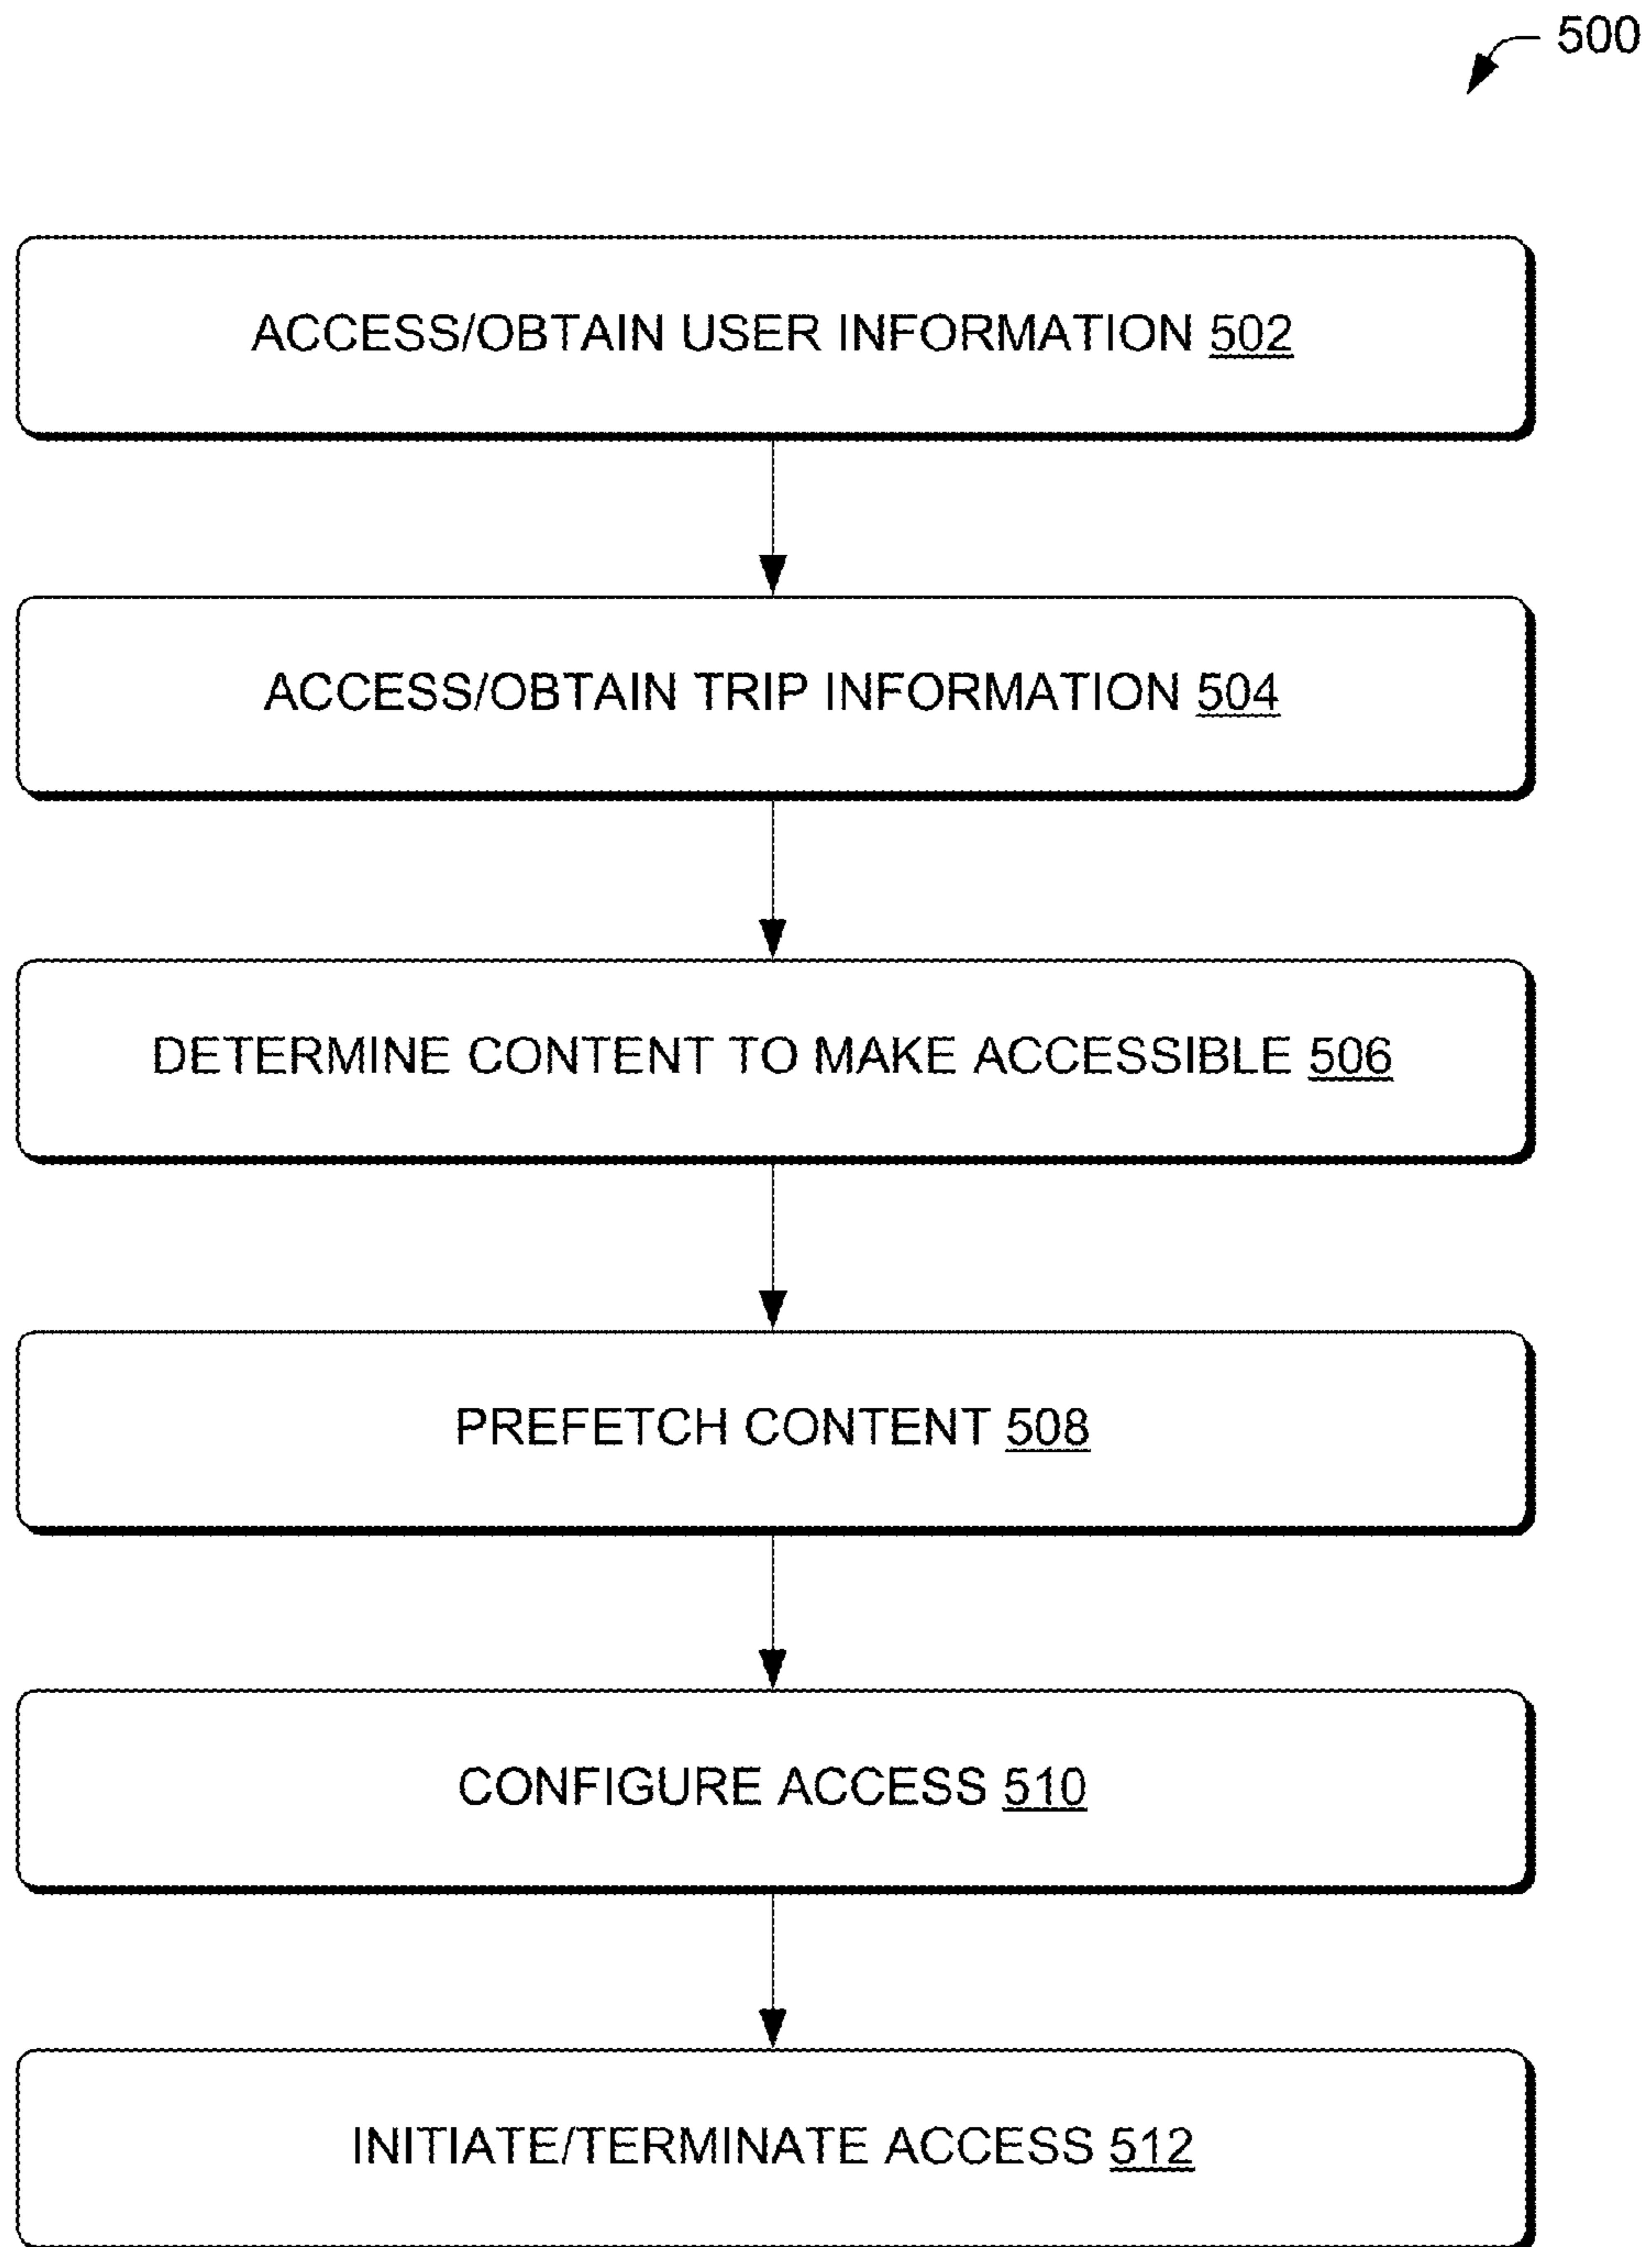 500
ACCESS/OBTAIN USER INFORMATION 502
ACCESS/OBTAIN TRIP INFORMATION 504
DETERMINE CONTENT TO MAKE ACCESSIBLE 506
PREFETCH CONTENT 508
CONFIGURE ACCESS 510
INITIATE/TERMINATE ACCESS 512